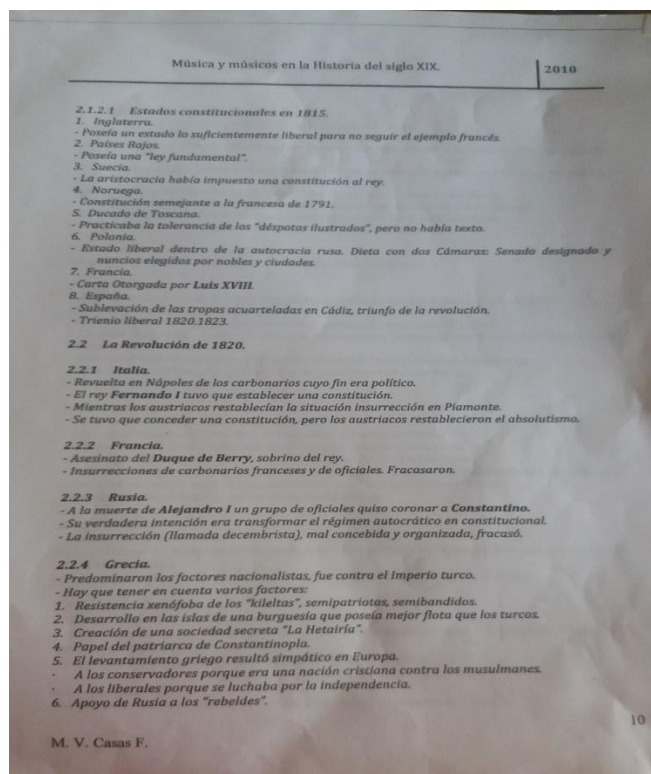 Música y músicos en la Historia del siglo XIX.
2010
2.1.2.1 Estados constitucionales en 1815.
1. Inglaterra.
- Poseía un estado lo suficientemente liberal para no seguir el ejemplo francés.
2. Países Bajos.
- Poseía una "ley fundamental".
3. Suecia.
- La aristocracia había impuesto una constitución al rey.
4. Noruega.
- Constitución semejante a la francesa de 1791.
5. Ducado de Toscana.
- Practicaba la tolerancia de los "déspotas ilustrados", pero no había texto.
6. Polonia.
- Estado liberal dentro de la autocracia rusa. Dieta con dos Cámaras: Senado designado y
nuncios elegidos por nobles y ciudades.
7. Francia.
- Carta Otorgada por Luis XVIII.
8. España.
- Sublevación de las tropas acuarteladas en Cádiz, triunfo de la revolución.
- Trienio liberal 1820.1823.
2.2 La Revolución de 1820.
2.2.1 Italia.
- Revuelta en Nápoles de los carbonarios cuyo fin era político.
- El rey Fernando I tuvo que establecer una constitución.
- Mientras los austriacos restablecían la situación insurrección en Piamonte.
- Se tuvo que conceder una constitución, pero los austriacos restablecieron el absolutismo.
2.2.2 Francia.
- Asesinato del Duque de Berry, sobrino del rey.
- Insurrecciones de carbonarios franceses y de oficiales. Fracasaron.
2.2.3 Rusia.
- A la muerte de Alejandro I un grupo de oficiales quiso coronar a Constantino.
- Su verdadera intención era transformar el régimen autocrático en constitucional.
- La insurrección (llamada decembrista), mal concebida y organizada, fracasó.
2.2.4 Grecia.
- Predominaron los factores nacionalistas, fue contra el Imperio turco.
- Hay que tener en cuenta varios factores:
1. Resistencia xenófoba de los "kileltas", semipatriotas, semibandidos.
2. Desarrollo en las islas de una burguesía que poseía mejor flota que los turcos.
3. Creación de una sociedad secreta "La Hetairía".
4. Papel del patriarca de Constantinopla.
5. El levantamiento griego resultó simpático en Europa.
· A los conservadores porque era una nación cristiana contra los musulmanes.
· A los liberales porque se luchaba por la independencia.
6. Apoyo de Rusia a los "rebeldes".
10
M. V. Casas F.